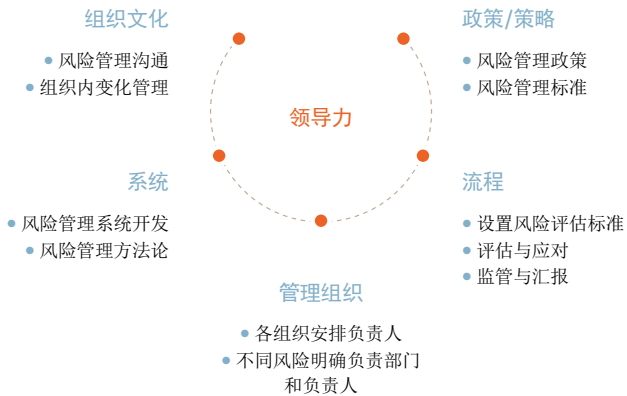 组织文化
风险管理沟通
组织内变化管理
政策/策略
风险管理政策
风险管理标准
领导力
系统
风险管理系统开发
风险管理方法论
流程
设置风险评估标准
评估与应对
监管与汇报
管理组织
各组织安排负责人
不同风险明确负责部门
和负责人